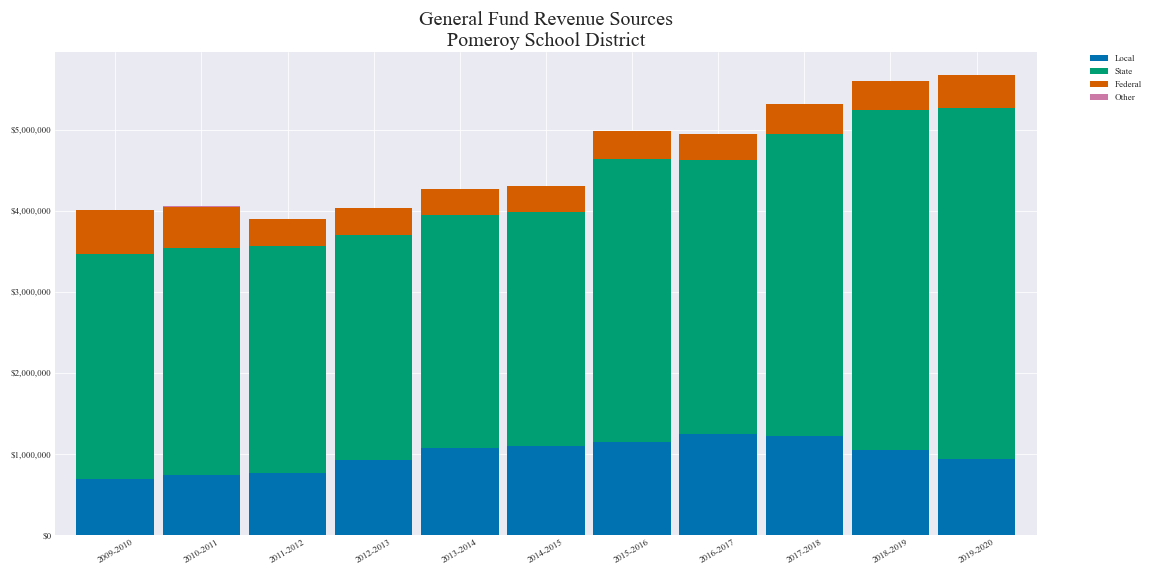 General Fund Revenue Sources
Pomeroy School District
Local
State
Federal
Other
$5,000,000
$4,000,000
$3,000,000
$2,000,000
$1,000,000
$0
2009-2010
2010-2011
2011-2012
2012-2013
2013-2014
2014-2015
2015-2016
2016-2017
2017-2018
2018-2019
2019-2020